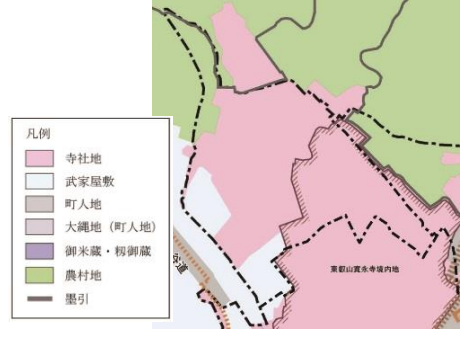 凡例
寺社地
武家屋敷
町人地
大縄地（町人地）
御米蔵・籾御蔵
農村地
墨引
東叡山寛永寺境内地
道